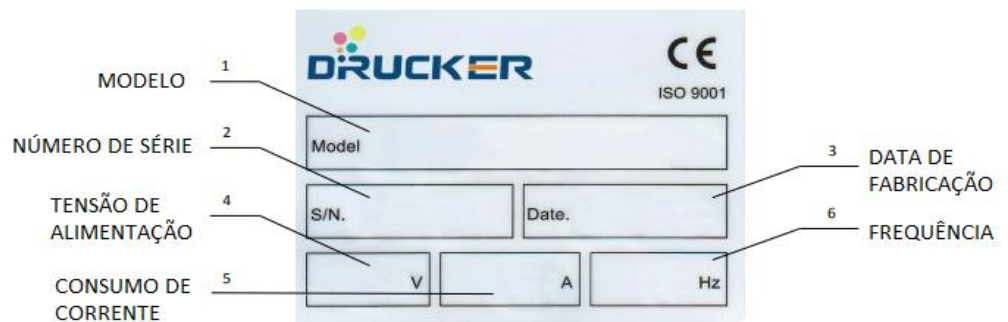 DRUCKER
CE
ISO 9001
1
MODELO
Model
2
NÚMERO DE SÉRIE
S/N.
Date.
3
DATA DE
FABRICAÇÃO
4
TENSÃO DE
ALIMENTAÇÃO
V
A
Hz
6
FREQUÊNCIA
5
CONSUMO DE
CORRENTE